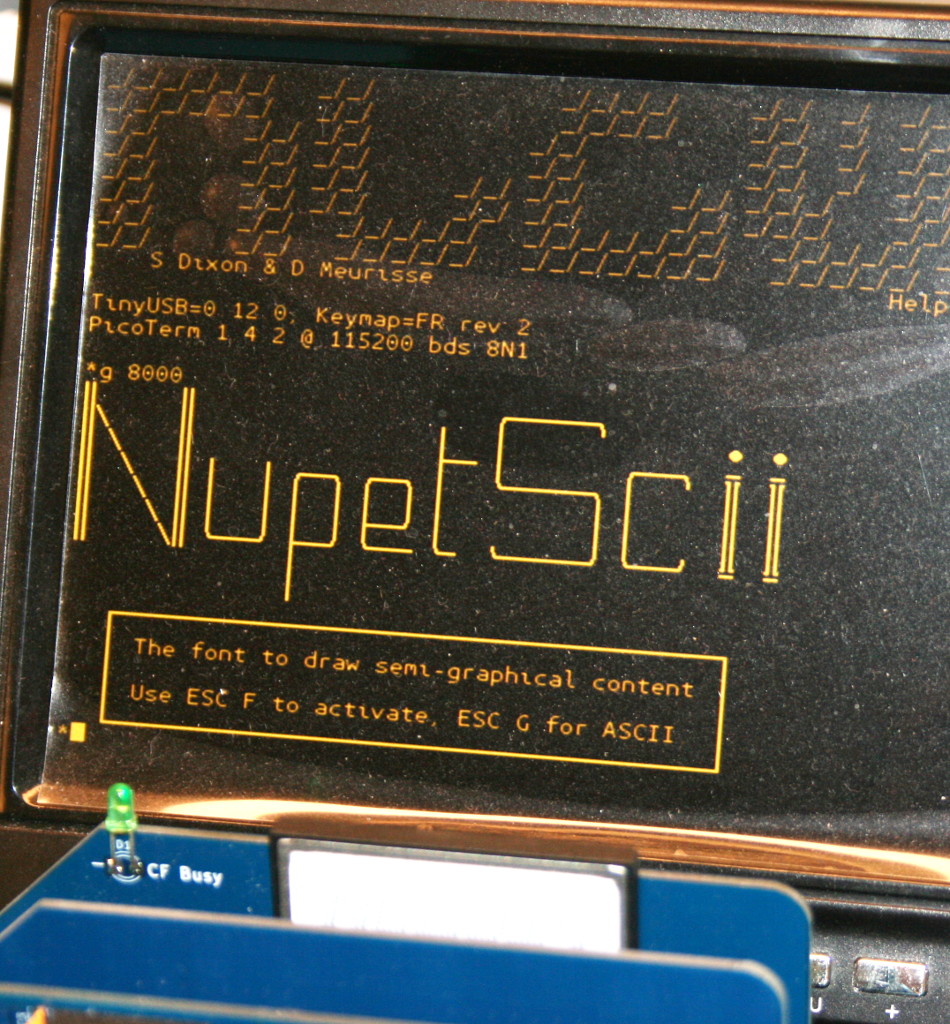 S Dixon & D Meurisse
Help
TinyUSB=0 12 0, Keymap=FR rev 2
PicoTerm 1 4 2 @ 115200 bds 8N1
*g 8000
NupetScii
The font to draw semi-graphical content
Use ESC F to activate, ESC G for ASCII
*
D1
CF Busy
U
+